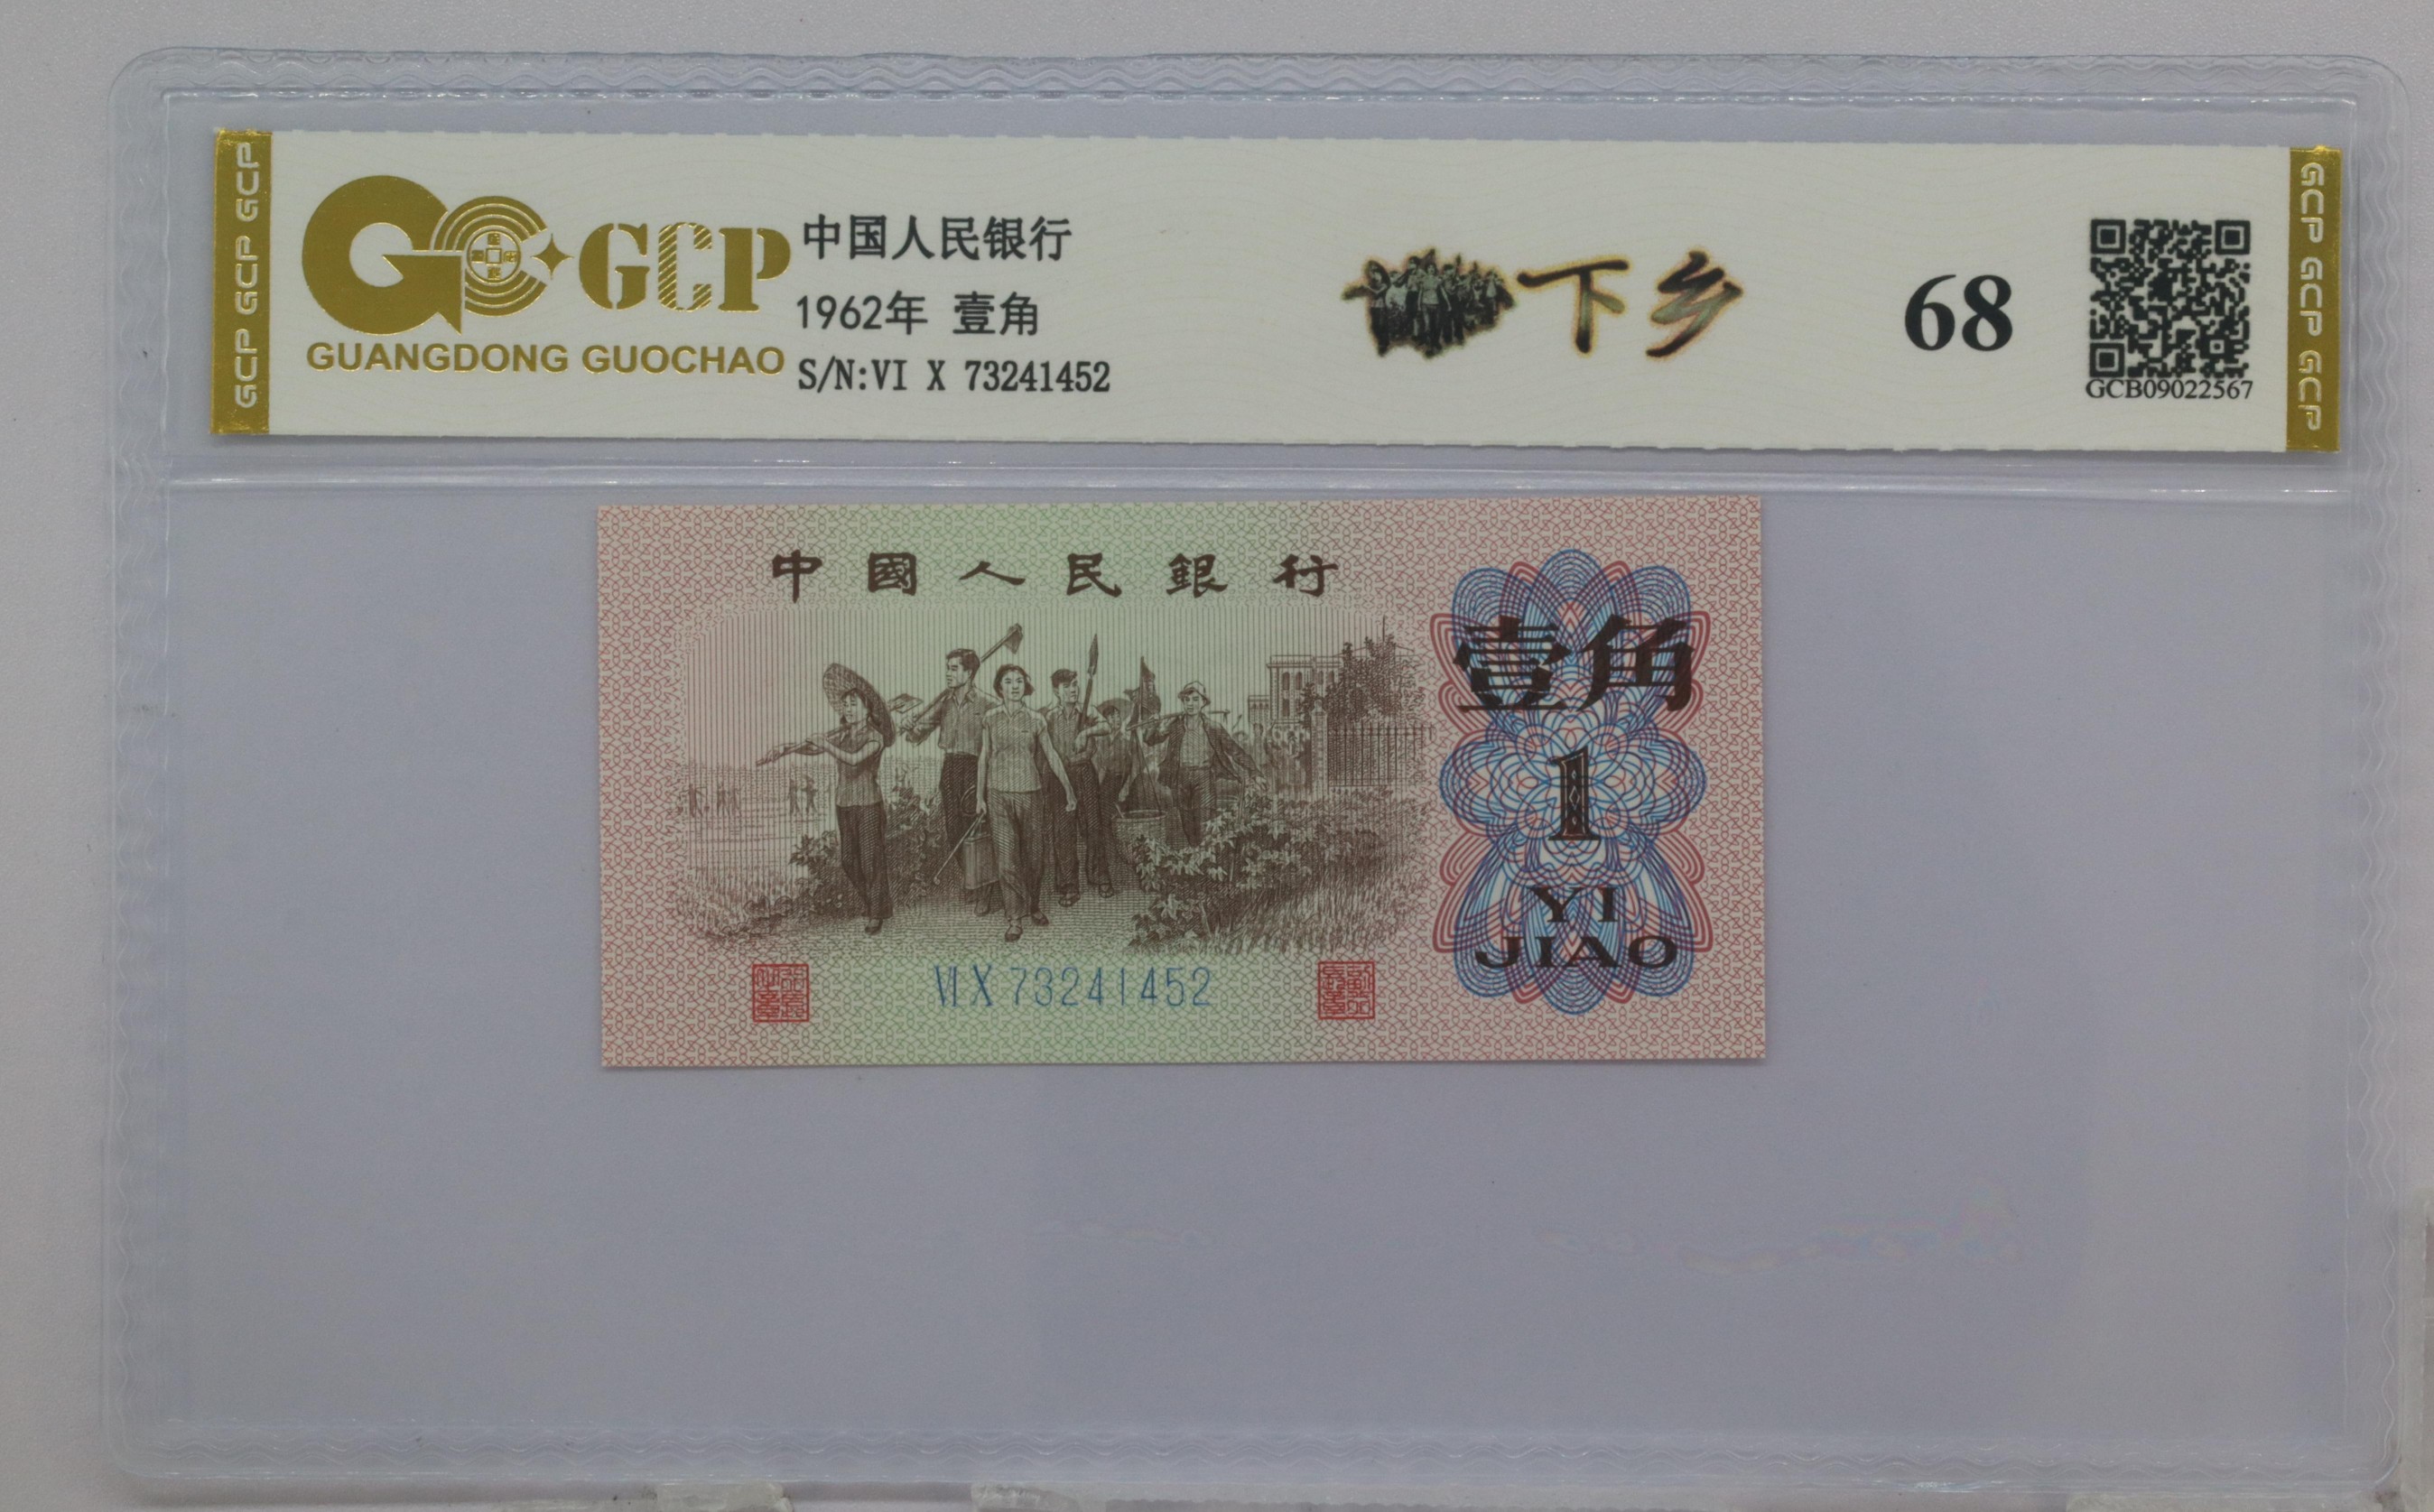 GCP GCP GCP
GCP
GUANGDONG GUOCHAO
中国人民银行
1962年 壹角
S/N:VI X 73241452
下乡
68
GCB09022567
GCP GCP GCP
中國人民銀行
壹角
1
YI
JIAO
VI X 73241452